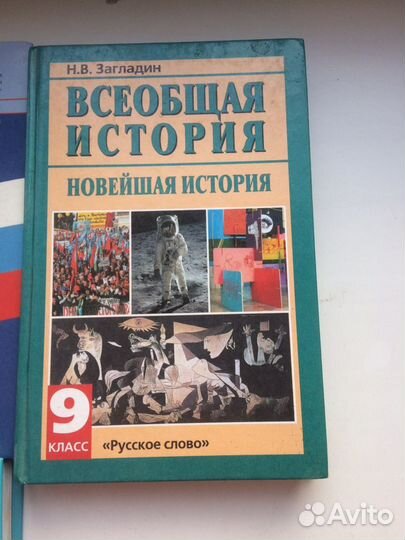 Н.В. Загладин
ВСЕОБЩАЯ
ИСТОРИЯ
НОВЕЙШАЯ ИСТОРИЯ
9
КЛАСС
«Русское слово»
Avito